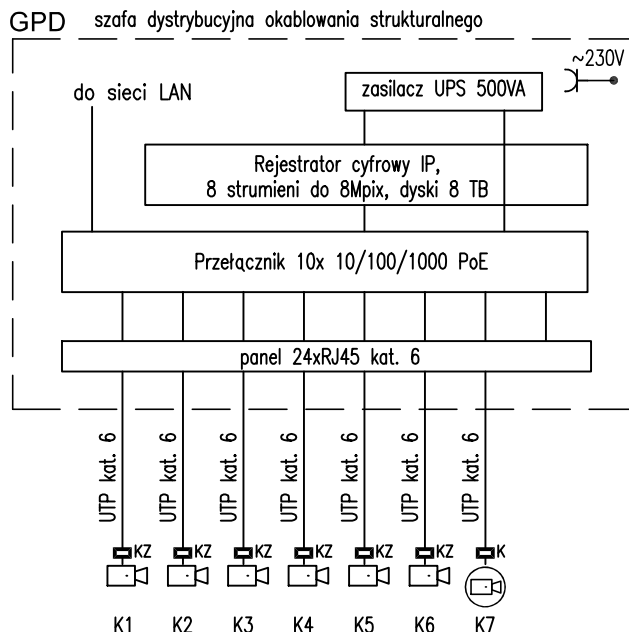 GPD szafa dystrybucyjna okablowania strukturalnego
~230V
do sieci LAN
zasilacz UPS 500VA
Rejestrator cyfrowy IP,
8 strumieni do 8Mpix, dyski 8 TB
Przełącznik 10x 10/100/1000 PoE
panel 24xRJ45 kat. 6
UTP kat. 6 UTP kat. 6 UTP kat. 6 UTP kat. 6 UTP kat. 6 UTP kat. 6 UTP kat. 6
KZ KZ KZ KZ KZ KZ K
K1 K2 K3 K4 K5 K6 K7